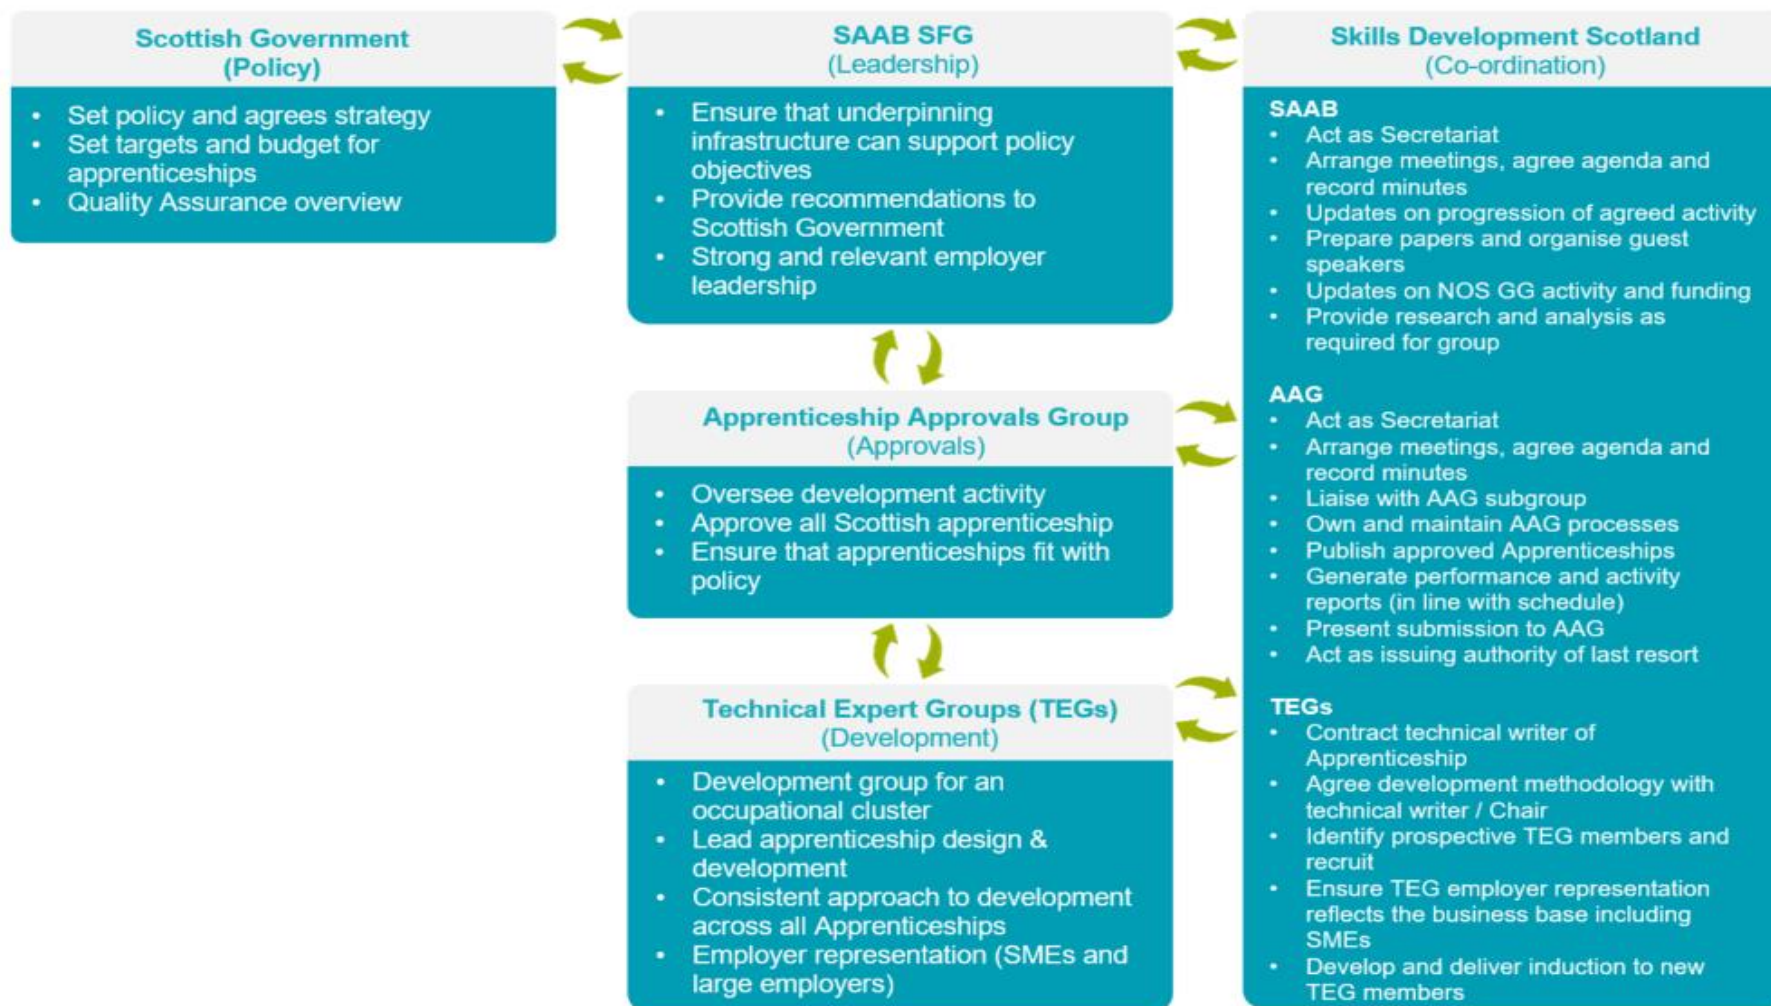 Scottish Government
(Policy)
• Set policy and agrees strategy
• Set targets and budget for
apprenticeships
• Quality Assurance overview
SAAB SFG
(Leadership)
• Ensure that underpinning
infrastructure can support policy
objectives
• Provide recommendations to
Scottish Government
• Strong and relevant employer
leadership
Apprenticeship Approvals Group
(Approvals)
• Oversee development activity
• Approve all Scottish apprenticeship
• Ensure that apprenticeships fit with
policy
Technical Expert Groups (TEGs)
(Development)
• Development group for an
occupational cluster
• Lead apprenticeship design &
development
• Consistent approach to development
across all Apprenticeships
• Employer representation (SMEs and
large employers)
Skills Development Scotland
(Co-ordination)
SAAB
• Act as Secretariat
• Arrange meetings, agree agenda and
record minutes
• Updates on progression of agreed activity
• Prepare papers and organise guest
speakers
• Updates on NOS GG activity and funding
• Provide research and analysis as
required for group
AAG
• Act as Secretariat
• Arrange meetings, agree agenda and
record minutes
• Liaise with AAG subgroup
• Own and maintain AAG processes
• Publish approved Apprenticeships
• Generate performance and activity
reports (in line with schedule)
• Present submission to AAG
• Act as issuing authority of last resort
TEGs
• Contract technical writer of
Apprenticeship
• Agree development methodology with
technical writer / Chair
• Identify prospective TEG members and
recruit
• Ensure TEG employer representation
reflects the business base including
SMEs
• Develop and deliver induction to new
TEG members